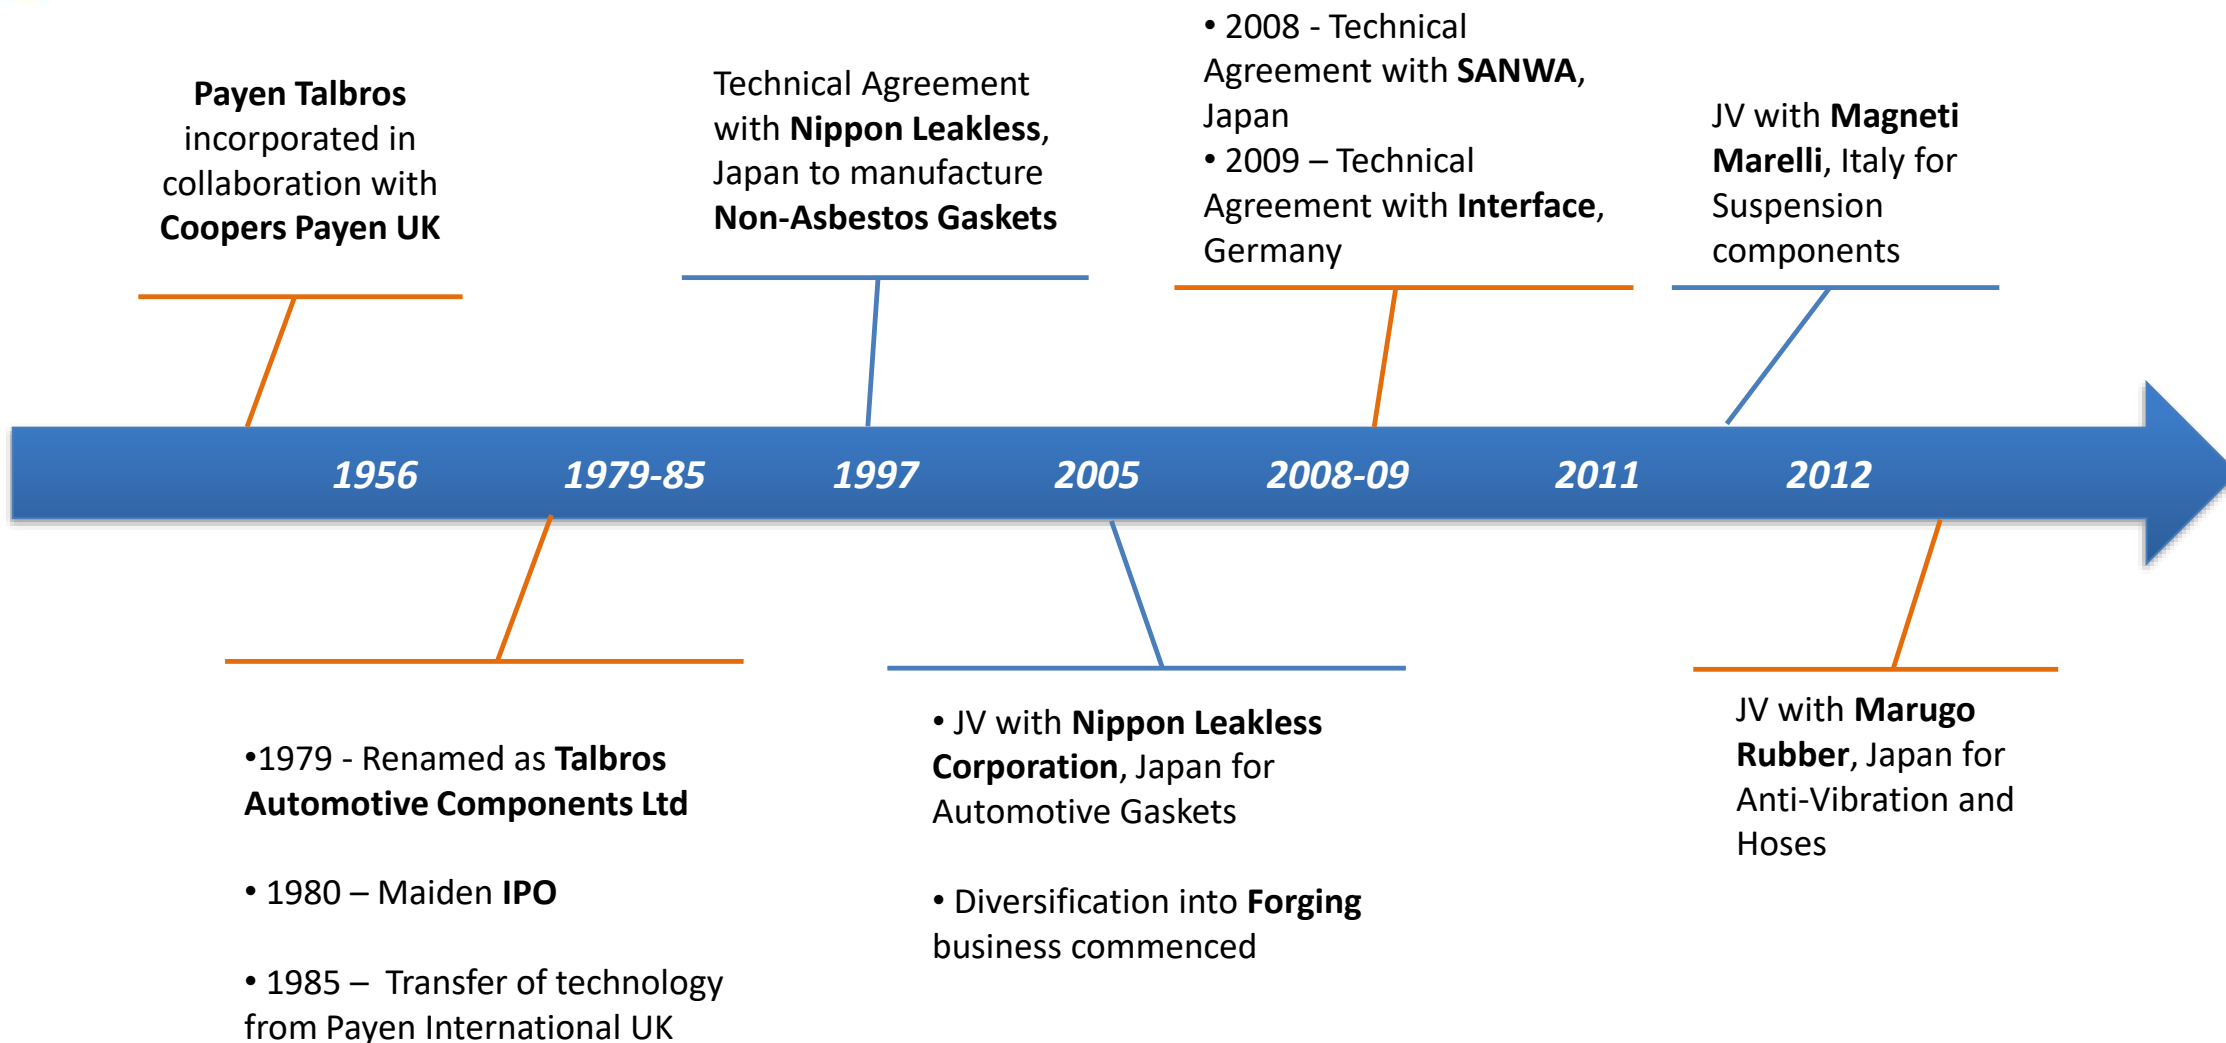 Payen Talbros
incorporated in
collaboration with
Coopers Payen UK
Technical Agreement
with Nippon Leakless,
Japan to manufacture
Non-Asbestos Gaskets
• 2008 - Technical
Agreement with SANWA,
Japan
• 2009 – Technical
Agreement with Interface,
Germany
JV with Magneti
Marelli, Italy for
Suspension
components
1956 1979-85 1997 2005 2008-09 2011 2012
•1979 - Renamed as Talbros
Automotive Components Ltd
• 1980 – Maiden IPO
• 1985 – Transfer of technology
from Payen International UK
• JV with Nippon Leakless
Corporation, Japan for
Automotive Gaskets
• Diversification into Forging
business commenced
JV with Marugo
Rubber, Japan for
Anti-Vibration and
Hoses